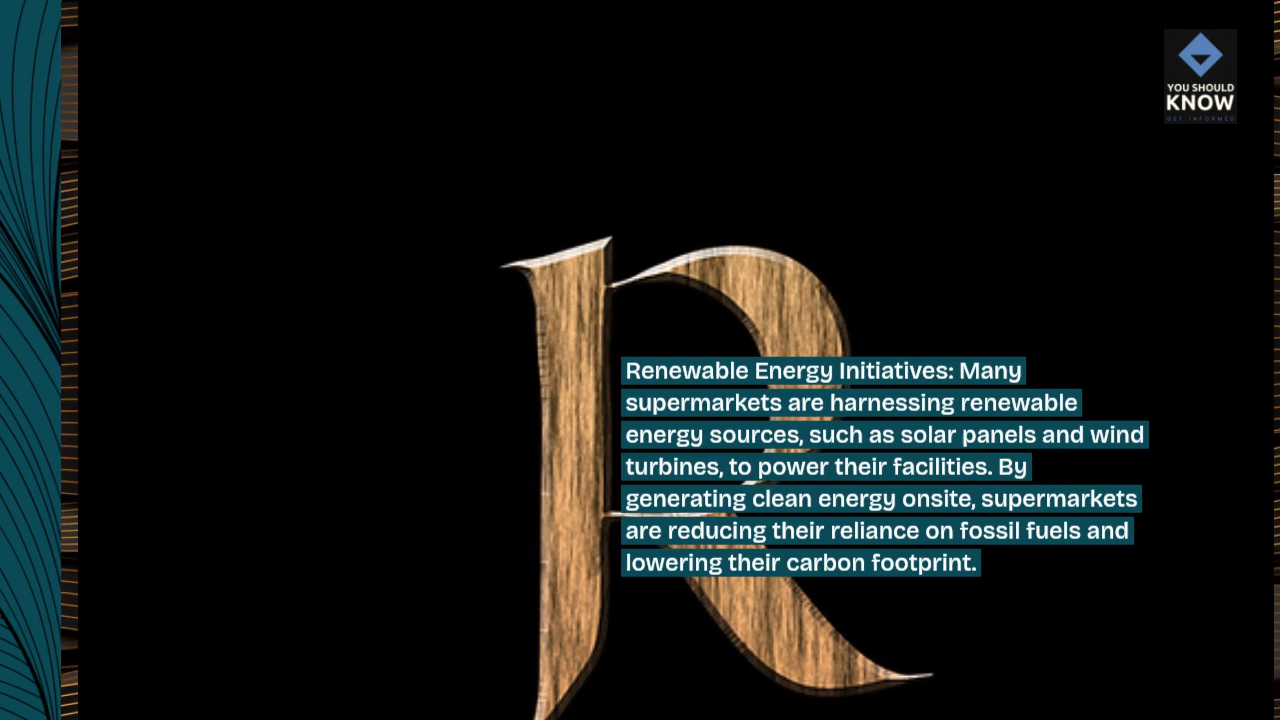 YOU SHOULD
KNOW
GET INFORMED
R
Renewable Energy Initiatives: Many
supermarkets are harnessing renewable
energy sources, such as solar panels and wind
turbines, to power their facilities. By
generating clean energy onsite, supermarkets
are reducing their reliance on fossil fuels and
lowering their carbon footprint.